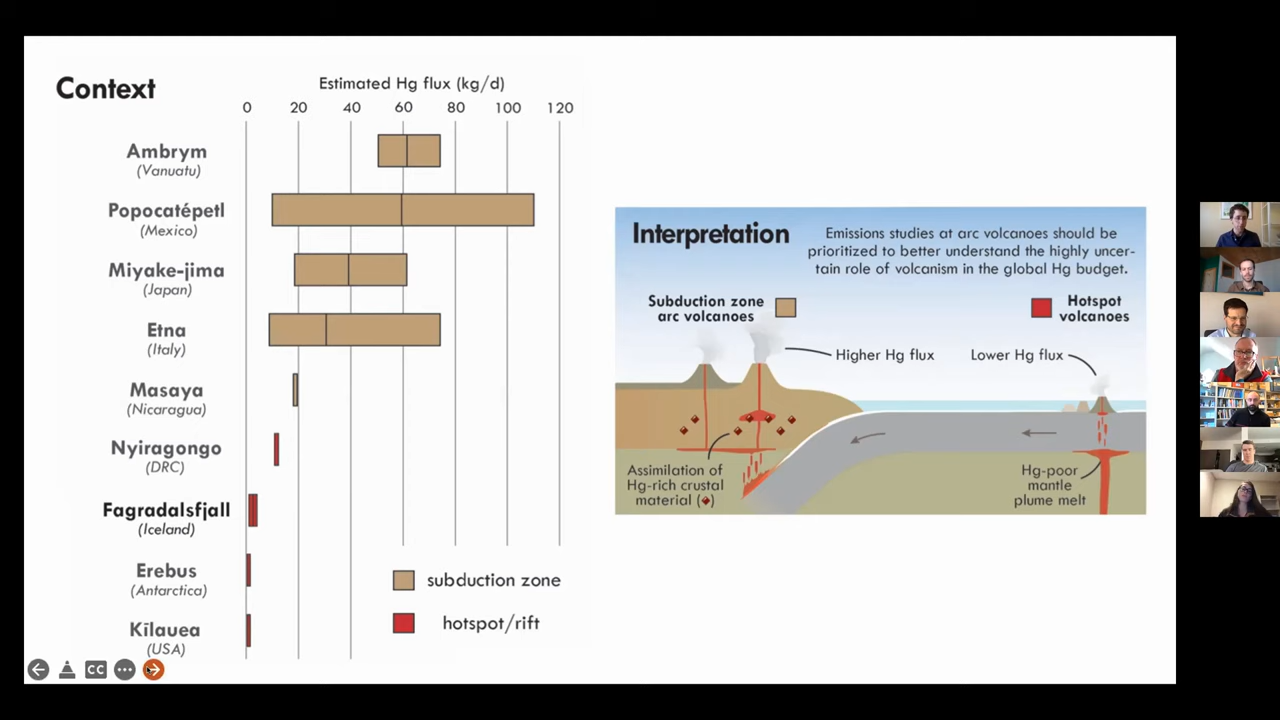 Context
Estimated Hg flux (kg/d)
0 20 40 60 80 100 120
Ambrym
(Vanuatu)
Popocatépetl
(Mexico)
Miyake-jima
(Japan)
Etna
(Italy)
Masaya
(Nicaragua)
Nyiragongo
(DRC)
Fagradalsfjall
(Iceland)
Erebus
(Antarctica)
Kīlauea
(USA)
subduction zone
hotspot/rift
CC
Interpretation
Emissions studies at arc volcanoes should be
prioritized to better understand the highly uncer-
tain role of volcanism in the global Hg budget.
Subduction zone
arc volcanoes
Hotspot
volcanoes
Higher Hg flux
Lower Hg flux
Assimilation of
Hg-rich crustal
material ( )
Hg-poor
mantle
plume melt